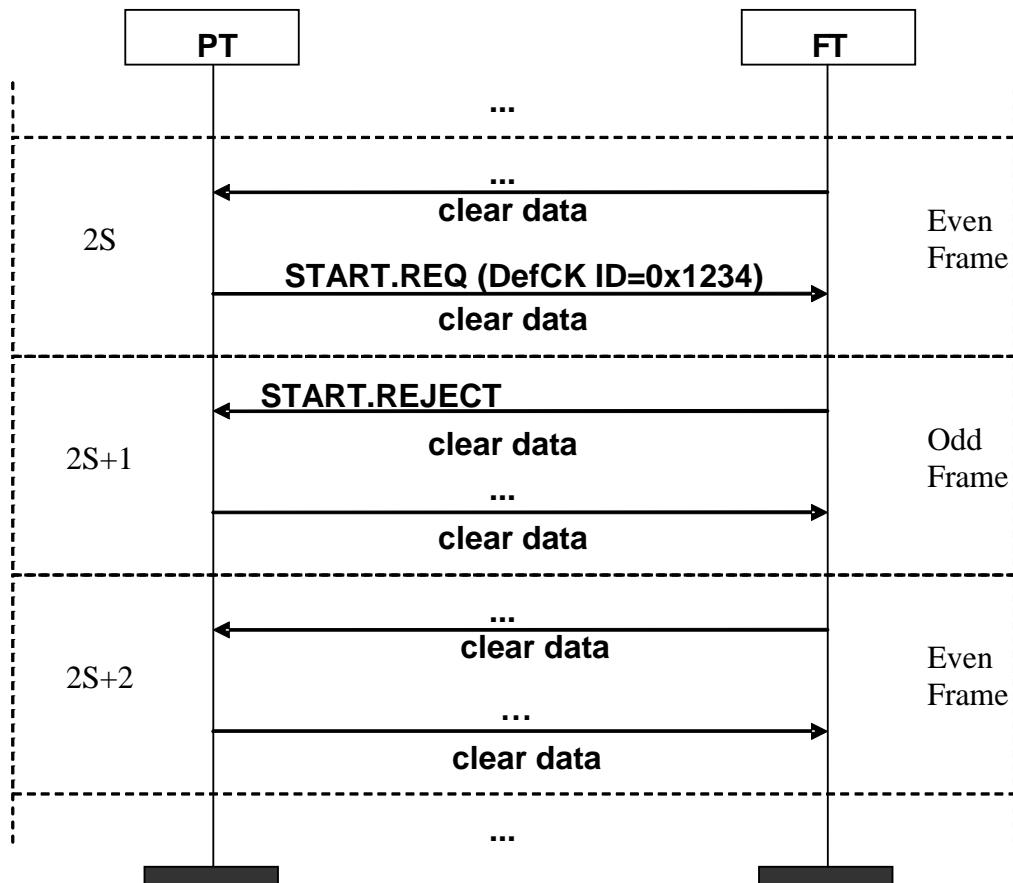 PT
FT
...
...
clear data
2S
Even
Frame
START.REQ (DefCK ID=0x1234)
clear data
START.REJECT
clear data
2S+1
Odd
Frame
...
clear data
...
clear data
2S+2
Even
Frame
...
clear data
...